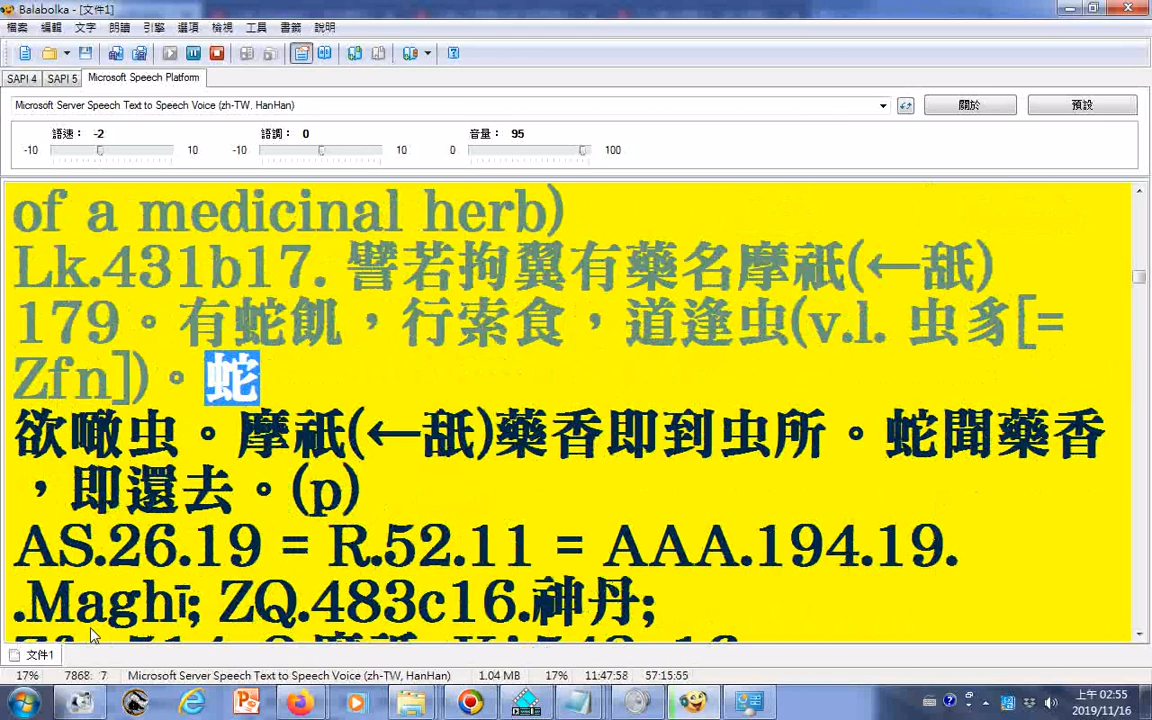 Balabolka - [文件1]
檔案 編輯 文字 朗讀 引擎 選項 檢視 工具 書籤 說明
SAPI 4 SAPI 5 Microsoft Speech Platform
Microsoft Server Speech Text to Speech Voice (zh-TW, HanHan) 關於 預設
語速: -2 語調: 0 音量: 95
-10 10 -10 10 0 100
of a medicinal herb)
Lk.431b17. 譬若拘翼有藥名摩祇(←舐)
179。有蛇飢，行索食，道逢虫(v.l. 虫豸[=
Zfn])。蛇
欲噉虫。摩祇(←舐)藥香即到虫所。蛇聞藥香
，即還去。(p)
AS.26.19 = R.52.11 = AAA.194.19.
.Maghī; ZQ.483c16.神丹;
文件1
17% 7868: 7 Microsoft Server Speech Text to Speech Voice (zh-TW, HanHan) 1.04 MB 17% 11:47:58 57:15:55
上午 02:55
2019/11/16